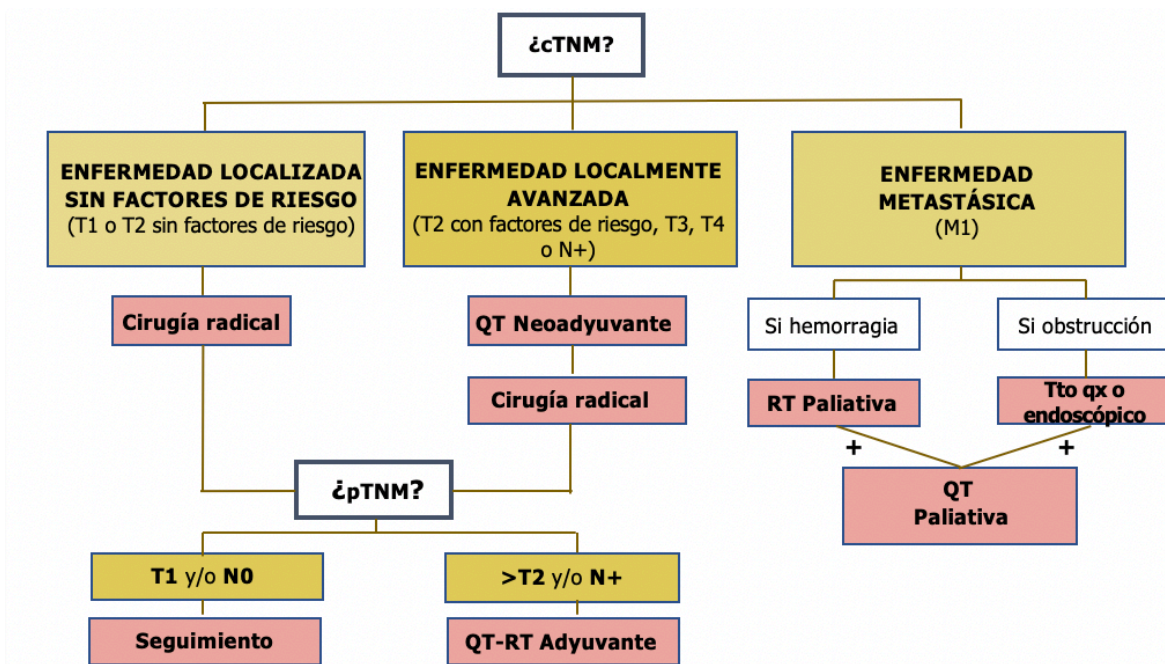 ¿cTNM?
ENFERMEDAD LOCALIZADA
SIN FACTORES DE RIESGO
(T1 o T2 sin factores de riesgo)
ENFERMEDAD LOCALMENTE
AVANZADA
(T2 con factores de riesgo, T3, T4
o N+)
ENFERMEDAD
METASTÁSICA
(M1)
Cirugía radical
QT Neoadyuvante
Cirugía radical
Si hemorragia
Si obstrucción
RT Paliativa
Tto qx o
endoscópico
+
+
QT
Paliativa
¿pTNM?
T1 y/o N0
>T2 y/o N+
Seguimiento
QT-RT Adyuvante